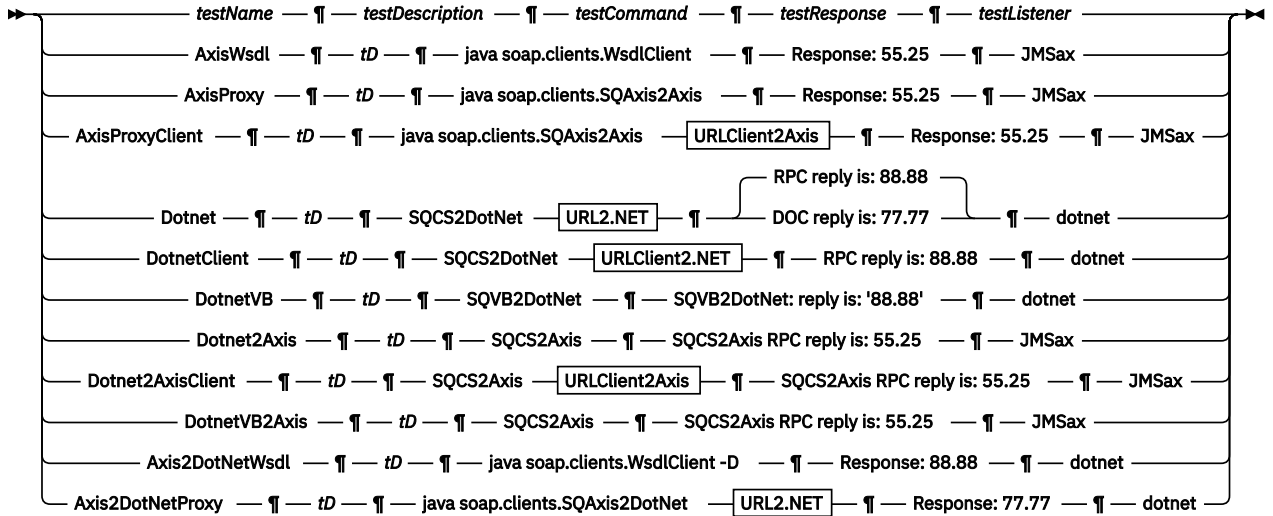 testName ¶ testDescription ¶ testCommand ¶ testResponse ¶ testListener
AxisWsdl ¶ tD ¶ java soap.clients.WsdlClient ¶ Response: 55.25 ¶ JMSax
AxisProxy ¶ tD ¶ java soap.clients.SQAxis2Axis ¶ Response: 55.25 ¶ JMSax
AxisProxyClient ¶ tD ¶ java soap.clients.SQAxis2Axis URLClient2Axis ¶ Response: 55.25 ¶ JMSax
RPC reply is: 88.88
Dotnet ¶ tD ¶ SQCS2DotNet URL2.NET ¶ DOC reply is: 77.77 ¶ dotnet
DotnetClient ¶ tD ¶ SQCS2DotNet URLClient2.NET ¶ RPC reply is: 88.88 ¶ dotnet
DotnetVB ¶ tD ¶ SQVB2DotNet ¶ SQVB2DotNet: reply is: '88.88' ¶ dotnet
Dotnet2Axis ¶ tD ¶ SQCS2Axis ¶ SQCS2Axis RPC reply is: 55.25 ¶ JMSax
Dotnet2AxisClient ¶ tD ¶ SQCS2Axis URLClient2Axis ¶ SQCS2Axis RPC reply is: 55.25 ¶ JMSax
DotnetVB2Axis ¶ tD ¶ SQCS2Axis ¶ SQCS2Axis RPC reply is: 55.25 ¶ JMSax
Axis2DotNetWsdl ¶ tD ¶ java soap.clients.WsdlClient -D ¶ Response: 88.88 ¶ dotnet
Axis2DotNetProxy ¶ tD ¶ java soap.clients.SQAxis2DotNet URL2.NET ¶ Response: 77.77 ¶ dotnet